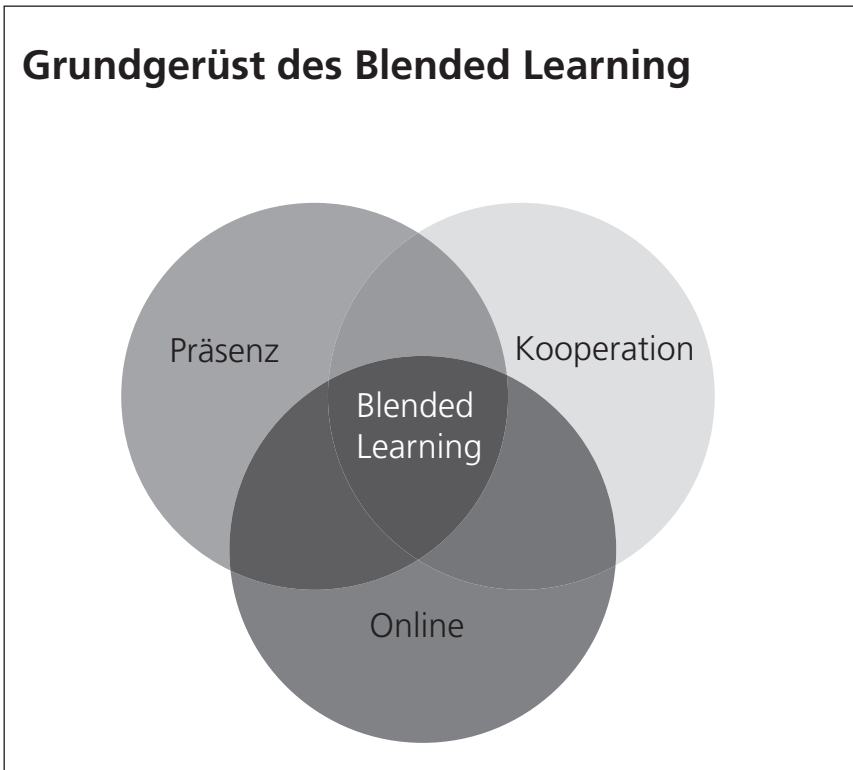 Grundgerüst des Blended Learning
Präsenz
Kooperation
Blended
Learning
Online